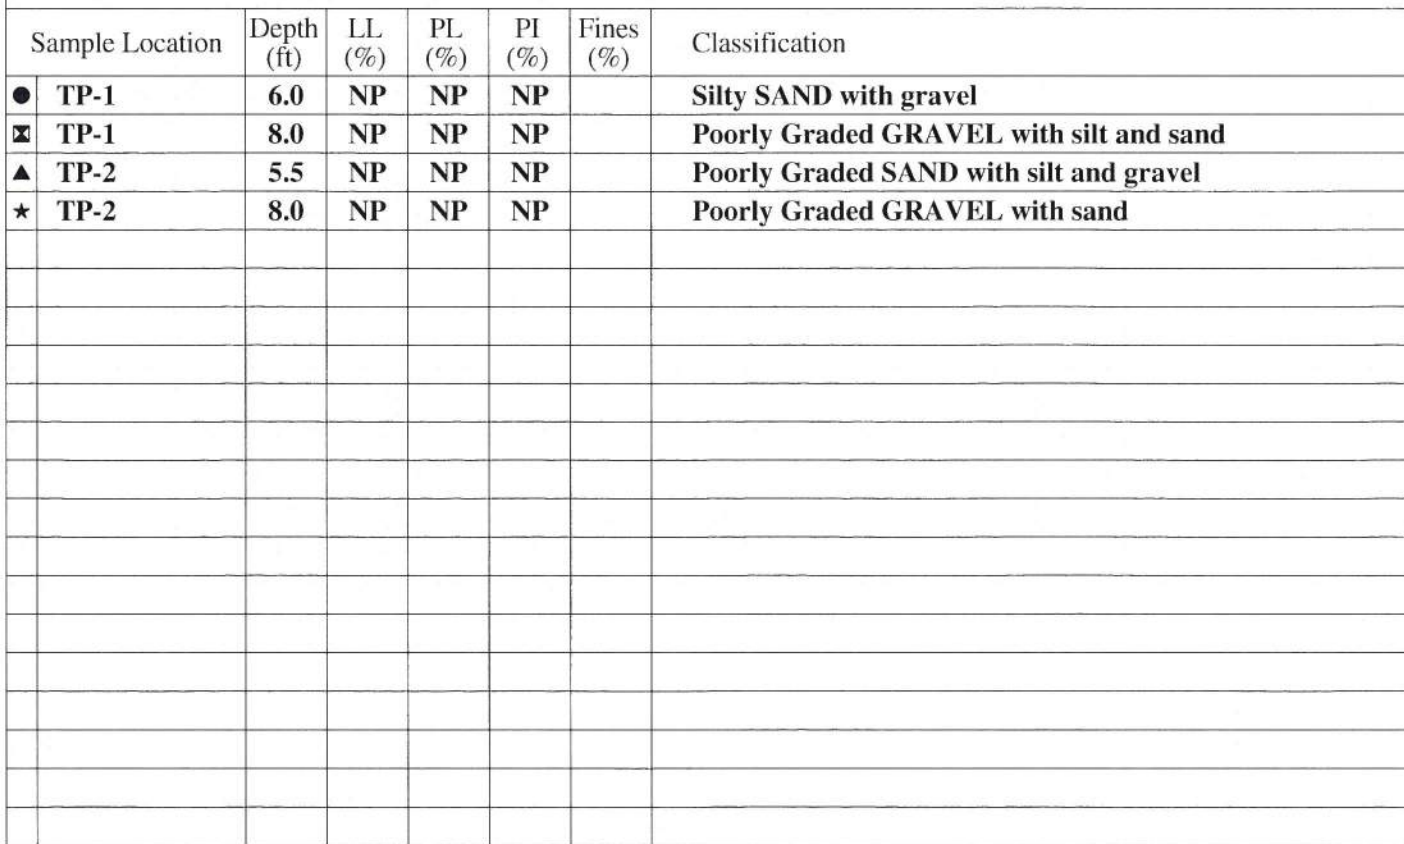 Sample Location Depth (ft) LL (%) PL (%) PI (%) Fines (%) Classification
● TP-1 6.0 NP NP NP Silty SAND with gravel
TP-1 8.0 NP NP NP Poorly Graded GRAVEL with silt and sand
▲ TP-2 5.5 NP NP NP Poorly Graded SAND with silt and gravel
★ TP-2 8.0 NP NP NP Poorly Graded GRAVEL with sand